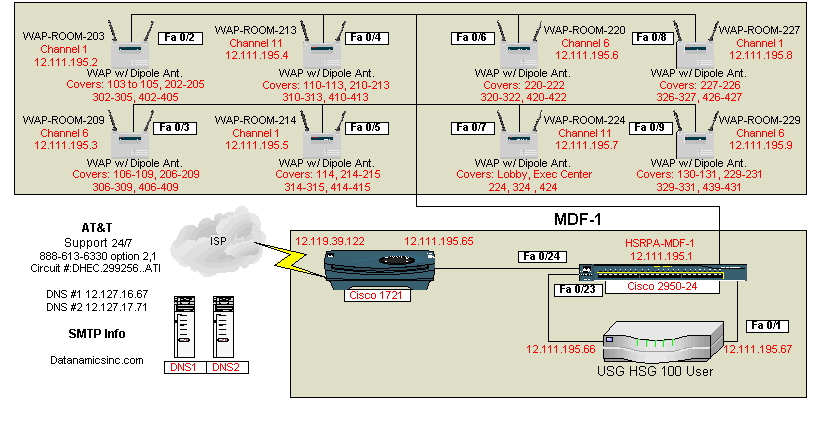 WAP-ROOM-203
Channel 1
12.111.195.2
Fa 0/2
WAP w/ Dipole Ant.
Covers: 103 to 105, 202-205
302-305, 402-405
WAP-ROOM-213
Channel 11
12.111.195.4
Fa 0/4
WAP w/ Dipole Ant.
Covers: 110-113, 210-213
310-313, 410-413
Fa 0/6
WAP-ROOM-220
Channel 6
12.111.195.6
WAP w/ Dipole Ant.
Covers: 220-222
320-322, 420-422
Fa 0/8
WAP-ROOM-227
Channel 1
12.111.195.8
WAP w/ Dipole Ant.
Covers: 227-226
326-327, 426-427
WAP-ROOM-209
Channel 6
12.111.195.3
Fa 0/3
WAP w/ Dipole Ant.
Covers: 106-109, 206-209
306-309, 406-409
WAP-ROOM-214
Channel 1
12.111.195.5
Fa 0/5
WAP w/ Dipole Ant.
Covers: 114, 214-215
314-315, 414-415
Fa 0/7
WAP-ROOM-224
Channel 11
12.111.195.7
WAP w/ Dipole Ant.
Covers: Lobby, Exec Center
224, 324 , 424
Fa 0/9
WAP-ROOM-229
Channel 6
12.111.195.9
WAP w/ Dipole Ant.
Covers: 130-131, 229-231
329-331, 439-431
AT&T
Support 24/7
888-613-6330 option 2,1
Circuit #:DHEC.299256..ATI
DNS #1 12.127.16.67
DNS #2 12.127.17.71
SMTP Info
Datanamicsinc.com
ISP
DNS1
DNS2
MDF-1
12.119.39.122
12.111.195.65
Cisco 1721
Fa 0/24
HSRPA-MDF-1
12.111.195.1
Cisco 2950-24
Fa 0/23
Fa 0/1
12.111.195.66
12.111.195.67
USG HSG 100 User